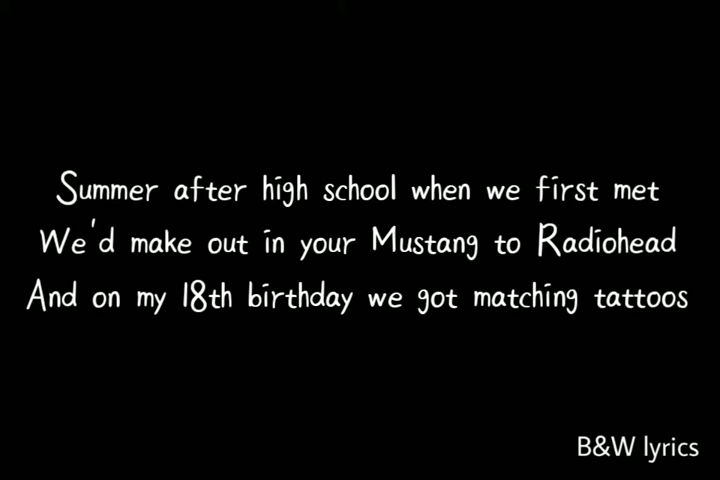 Summer after high school when we first met
We'd make out in your Mustang to Radiohead
And on my 18th birthday we got matching tattoos
B&W lyrics